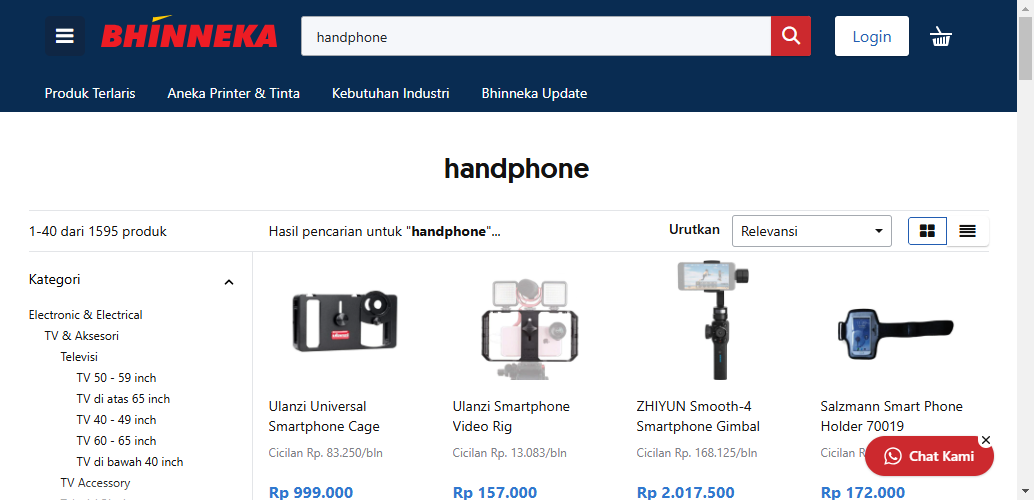 BHINNEKA
handphone
Login
Produk Terlaris
Aneka Printer & Tinta
Kebutuhan Industri
Bhinneka Update
handphone
1-40 dari 1595 produk
Hasil pencarian untuk "handphone"...
Urutkan
Relevansi
Kategori
Electronic & Electrical
TV & Aksesori
Televisi
TV 50 - 59 inch
TV di atas 65 inch
TV 40 - 49 inch
TV 60 - 65 inch
TV di bawah 40 inch
TV Accessory
Ulanzi Universal
Smartphone Cage
Cicilan Rp. 83.250/bln
Rp 999.000
Ulanzi Smartphone
Video Rig
Cicilan Rp. 13.083/bln
Rp 157.000
ZHIYUN Smooth-4
Smartphone Gimbal
Cicilan Rp. 168.125/bln
Rp 2.017.500
Salzmann Smart Phone
Holder 70019
Cicilan
Rp 172.000
Chat Kami